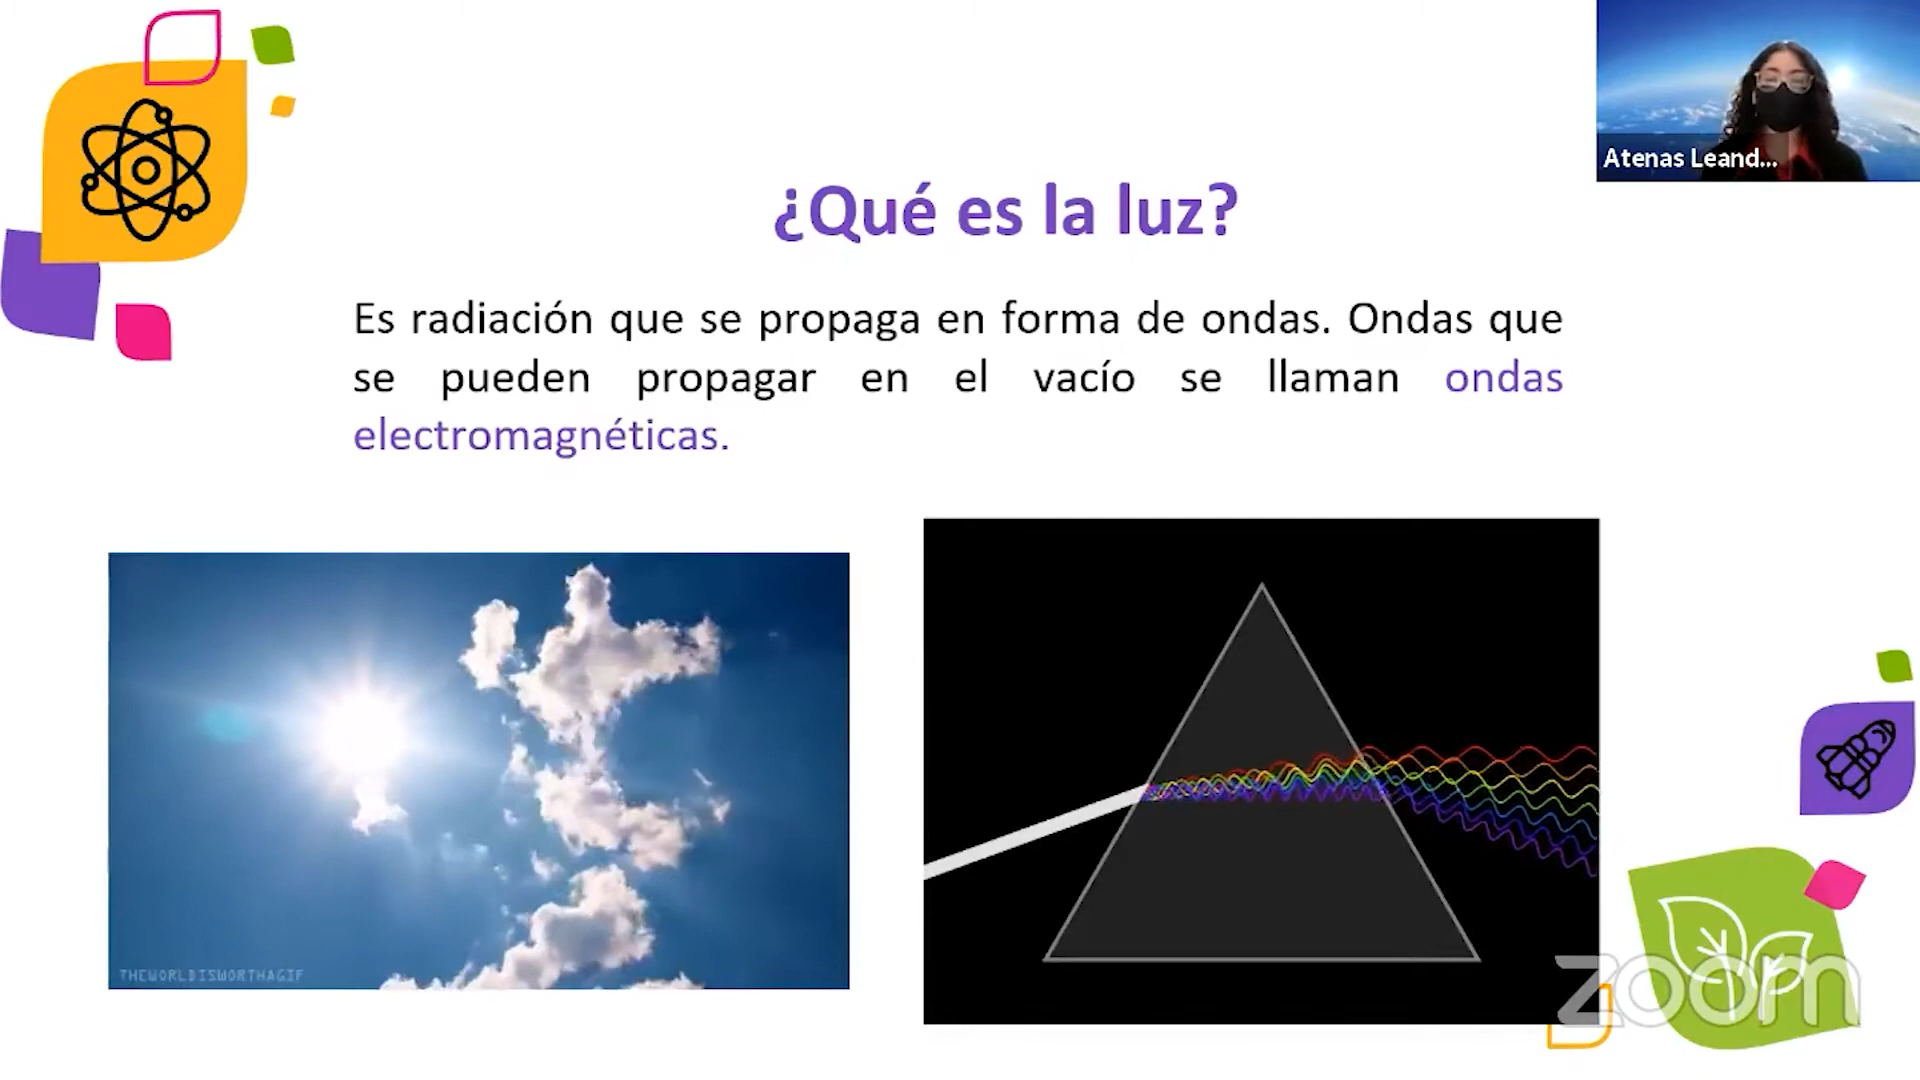 Atenas Leand...
¿Qué es la luz?
Es radiación que se propaga en forma de ondas. Ondas que
se pueden propagar en el vacío se llaman ondas
electromagnéticas.
THEWORLDISWORTHAGIF
zoom